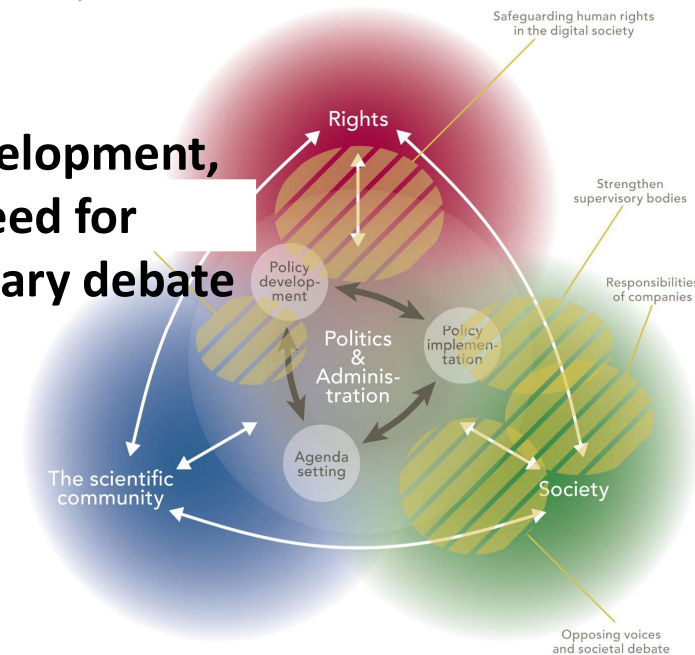 Safeguarding human rights
in the digital society
Rights
elopment,
eed for
ary debate
Strengthen
supervisory bodies
Responsibilities
of companies
Policy
develop-
ment
Policy
implemen-
tation
Politics
&
Adminis-
tration
Agenda
setting
The scientific
community
Society
Opposing voices
and societal debate